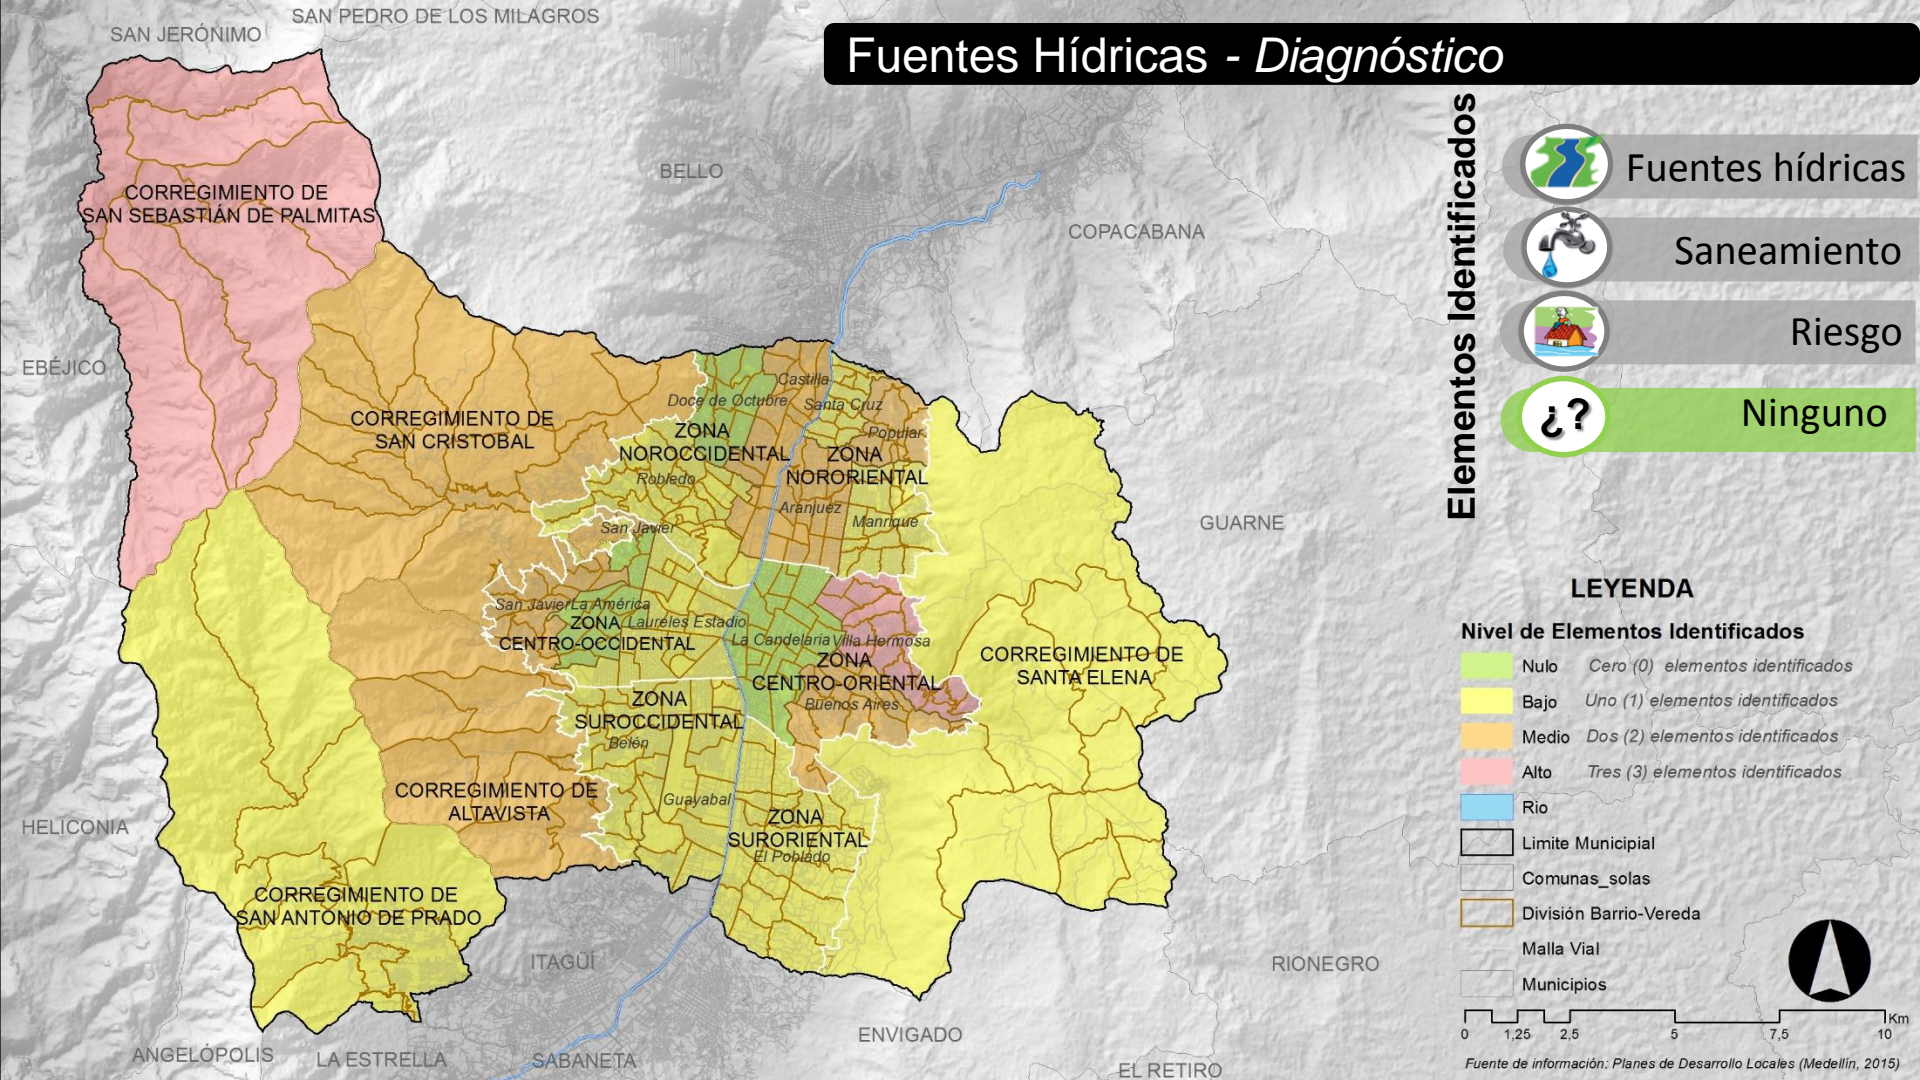 SAN PEDRO DE LOS MILAGROS
SAN JERÓNIMO
Fuentes Hídricas - Diagnóstico
Elementos Identificados
Fuentes hídricas
Saneamiento
Riesgo
¿?
Ninguno
BELLO
COPACABANA
EBÉJICO
GUARNE
HELICONIA
ITAGÜÍ
RIONEGRO
ENVIGADO
ANGELÓPOLIS
LA ESTRELLA
SABANETA
EL RETIRO
CORREGIMIENTO DE
SAN SEBASTIÁN DE PALMITAS
CORREGIMIENTO DE
SAN CRISTOBAL
Castilla
Doce de Octubre
Santa Cruz
ZONA
NOROCCIDENTAL
Popular
ZONA
NORORIENTAL
Robledo
Aranjuez
Manrique
San Javier
San Javier
La América
ZONA
CENTRO-OCCIDENTAL
Laureles Estadio
La Candelaria
Villa Hermosa
ZONA
CENTRO-ORIENTAL
Buenos Aires
CORREGIMIENTO DE
SANTA ELENA
ZONA
SUROCCIDENTAL
Belén
Guayabal
CORREGIMIENTO DE
ALTAVISTA
ZONA
SURORIENTAL
El Poblado
CORREGIMIENTO DE
SAN ANTONIO DE PRADO
LEYENDA
Nivel de Elementos Identificados
Nulo Cero (0) elementos identificados
Bajo Uno (1) elementos identificados
Medio Dos (2) elementos identificados
Alto Tres (3) elementos identificados
Rio
Limite Municipial
Comunas_solas
División Barrio-Vereda
Malla Vial
Municipios
Km
0 1,25 2,5 5 7,5 10
Fuente de información: Planes de Desarrollo Locales (Medellín, 2015)